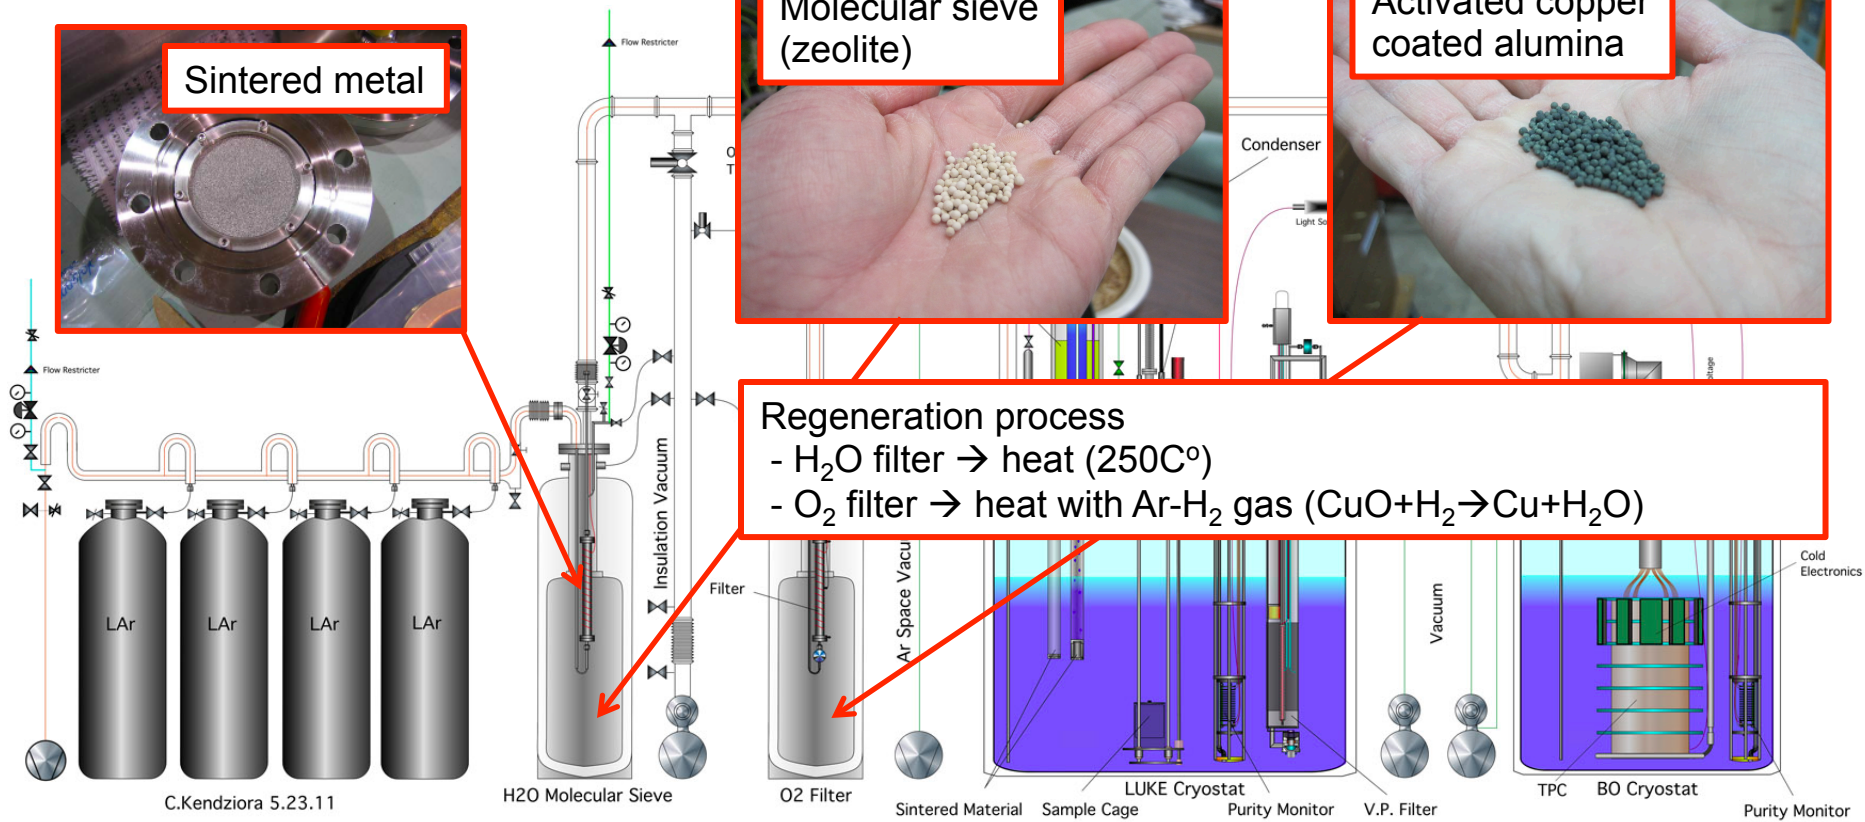 Molecular sieve
(zeolite)
Activated copper
coated alumina
Sintered metal
Flow Restricter
Condenser
Flow Restricter
Regeneration process
- H₂O filter → heat (250Cº)
- O₂ filter → heat with Ar-H₂ gas (CuO+H₂→Cu+H₂O)
Insulation Vacuum
Filter
Vacuum
Cold
Electronics
LAr
LAr
LAr
LAr
C.Kendziora 5.23.11
H2O Molecular Sieve
O2 Filter
Sintered Material
Sample Cage
LUKE Cryostat
Purity Monitor
V.P. Filter
TPC
BO Cryostat
Purity Monitor